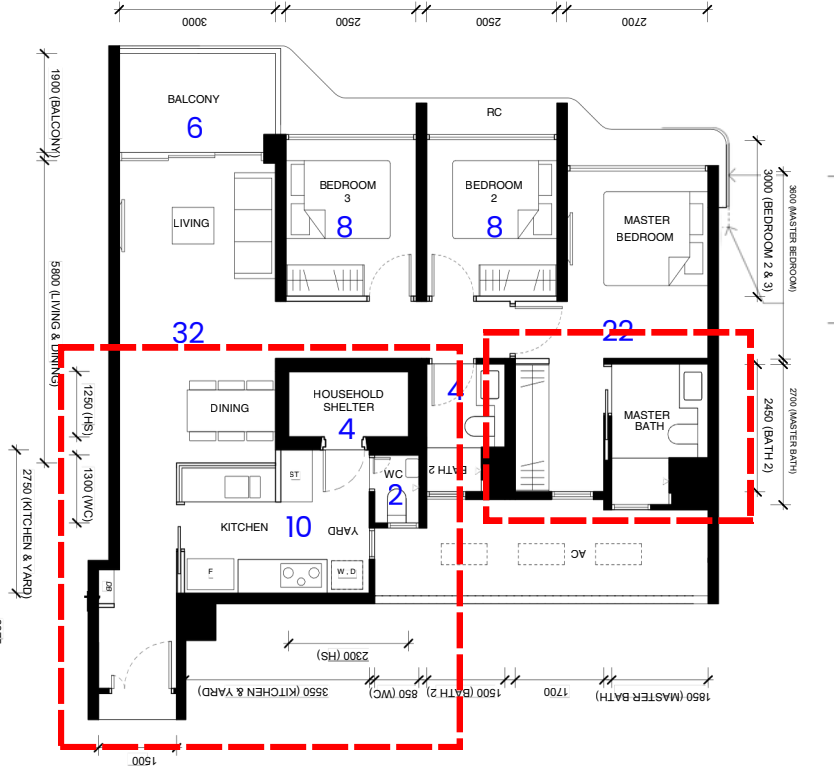 3000
2500
2500
2700
1900 (BALCONY)
BALCONY
6
RC
BEDROOM
3
8
BEDROOM
2
8
MASTER
BEDROOM
3000 (BEDROOM 2 & 3)
3600 (MASTER BEDROOM)
LIVING
5800 (LIVING & DINING)
32
22
1250 (HS)
DINING
HOUSEHOLD
SHELTER
4
4
MASTER
BATH
2450 (BATH 2)
2700 (MASTER BATH)
1300 (WC)
2750 (KITCHEN & YARD)
ST
WC
2
BATH 2
KITCHEN
10
YARD
AC
F
W.D
DB
2300 (HS)
3550 (KITCHEN & YARD)
850 (WC)
1500 (BATH 2)
1700
1850 (MASTER BATH)
1500